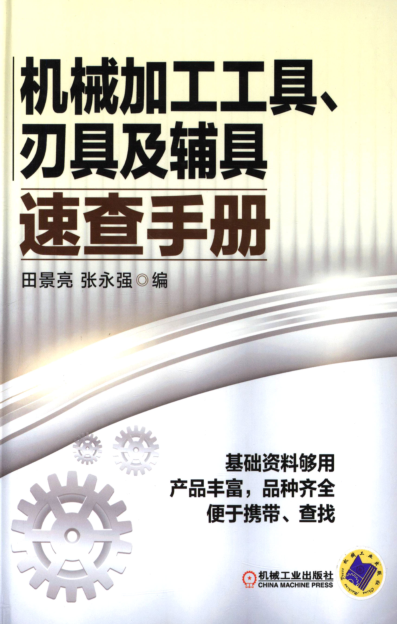 机械加工工具、
刃具及辅具
速查手册
田景亮 张永强◎编
基础资料够用
产品丰富，品种齐全
便于携带、查找
机械工业出版社
CHINA MACHINE PRESS